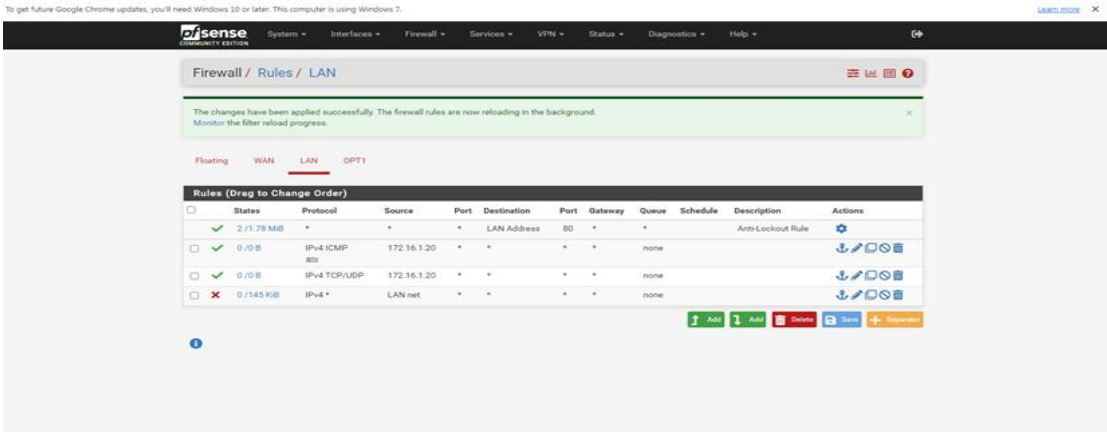 To get future Google Chrome updates, you'll need Windows 10 or later. This computer is using Windows 7. Learn more
pfsense COMMUNITY EDITION System Interfaces Firewall Services VPN Status Diagnostics Help
Firewall / Rules / LAN
The changes have been applied successfully. The firewall rules are now reloading in the background.
Monitor the filter reload progress.
Floating WAN LAN OPT1
Rules (Drag to Change Order)
States Protocol Source Port Destination Port Gateway Queue Schedule Description Actions
2 /1.78 MiB * * * LAN Address 80 * * Anti-Lockout Rule
0 /0 B IPv4 ICMP 172.16.1.20 * * * * none
any
0 /0 B IPv4 TCP/UDP 172.16.1.20 * * * * none
0 /145 KiB IPv4 * LAN net * * * * none
Add Add Delete Save Separator